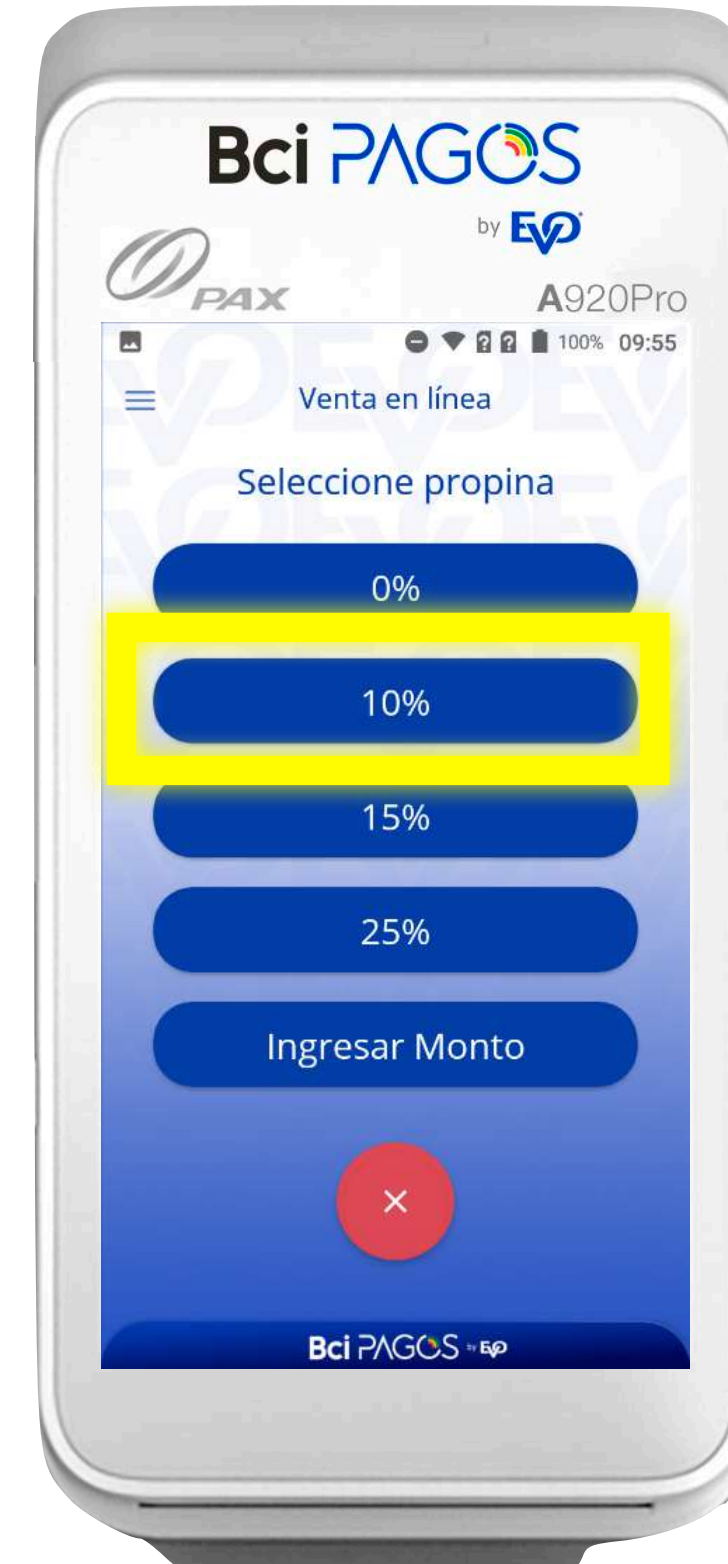 Bci PAGOS
by EVO
PAX
A920Pro
100% 09:55
Venta en línea
Seleccione propina
0%
10%
15%
25%
Ingresar Monto
Bci PAGOS by EVO